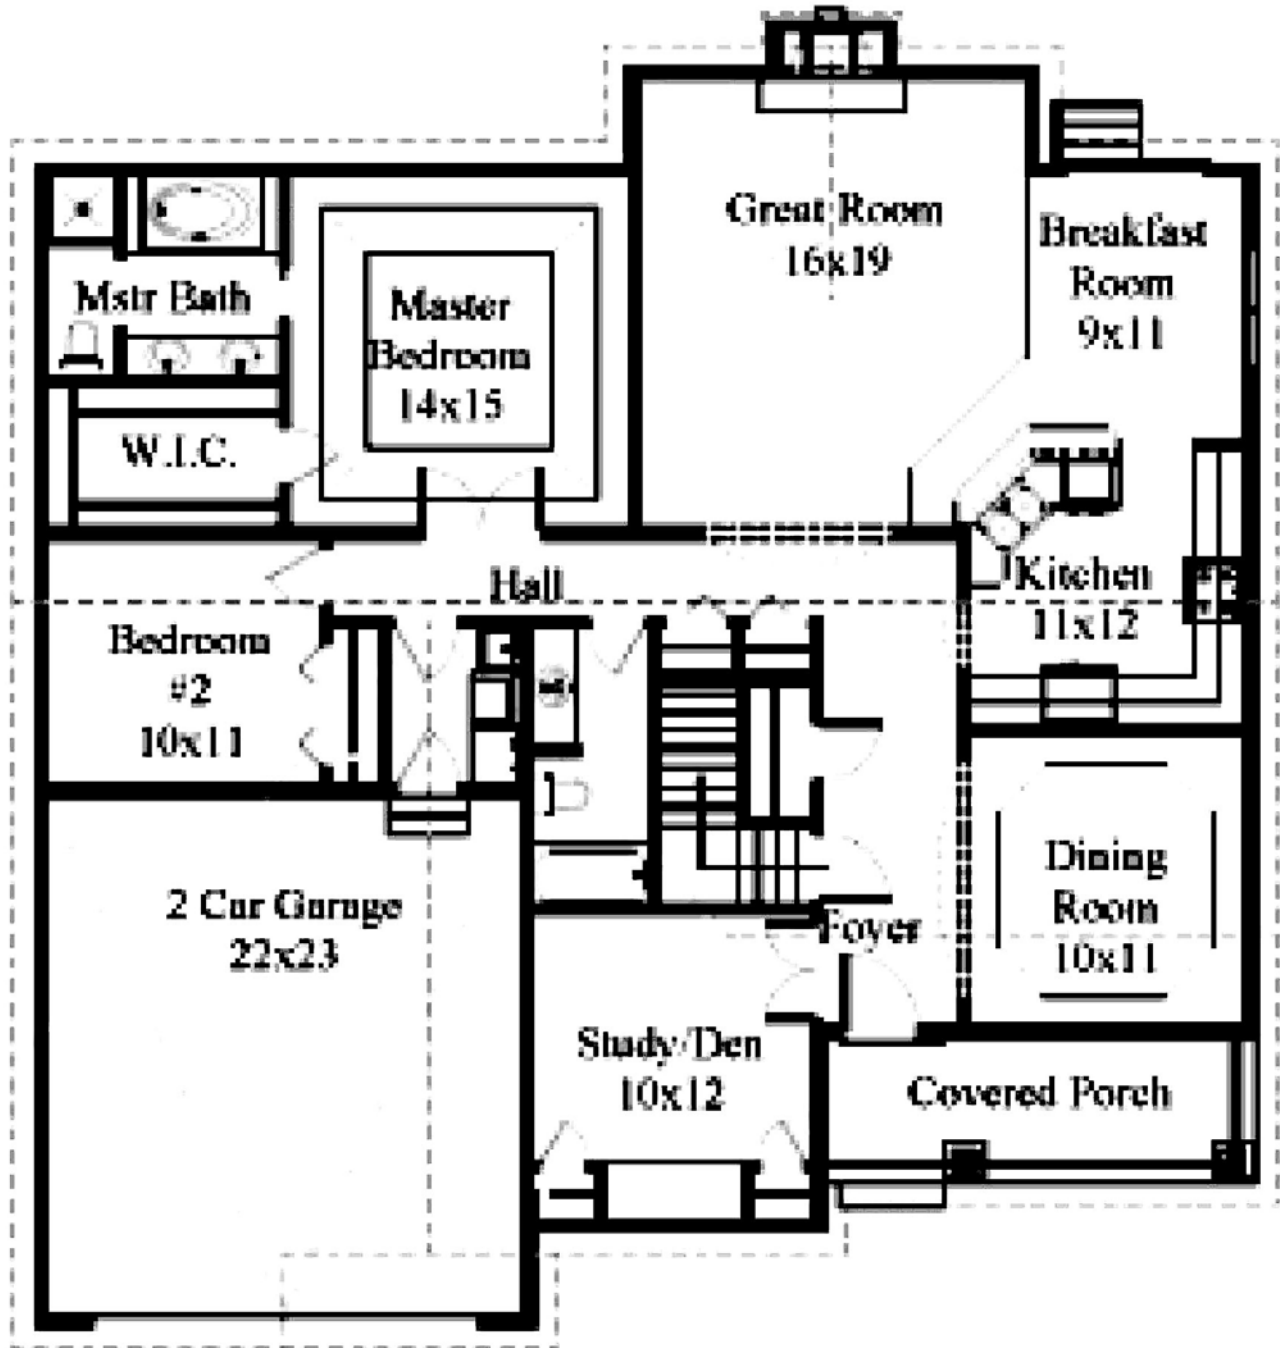 Great Room
16x19
Breakfast
Room
9x11
Mstr Bath
Master
Bedroom
14x15
W.I.C.
Hall
Kitchen
11x12
Bedroom
#2
10x11
Dining
Room
10x11
2 Car Garage
22x23
Foyer
Study/Den
10x12
Covered Porch